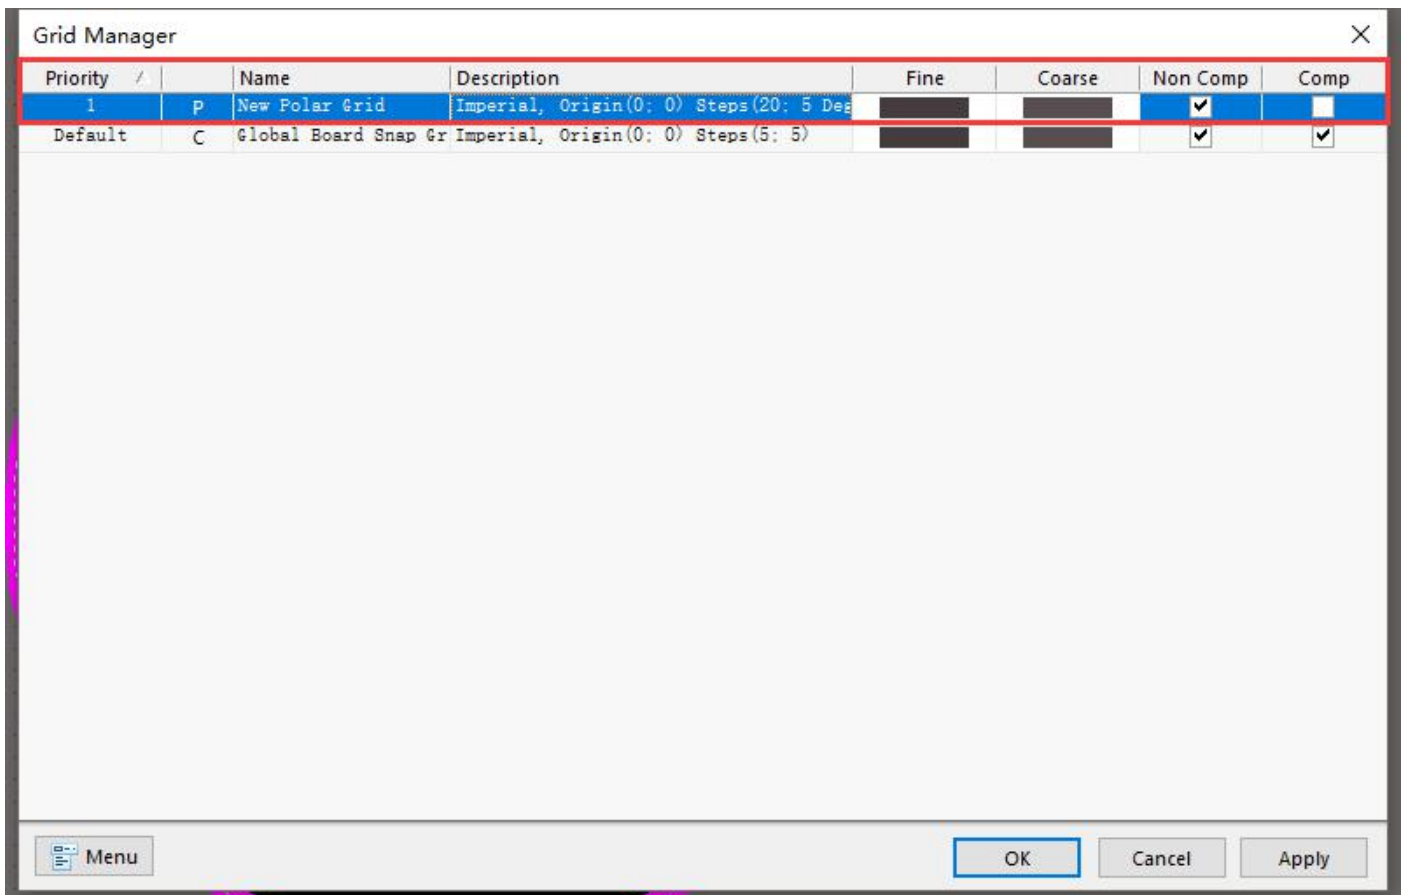 Grid Manager
Priority Name Description Fine Coarse Non Comp Comp
1 P New Polar Grid Imperial, Origin(0; 0) Steps(20; 5 Deg
Default C Global Board Snap Gr Imperial, Origin(0; 0) Steps(5; 5)
Menu OK Cancel Apply